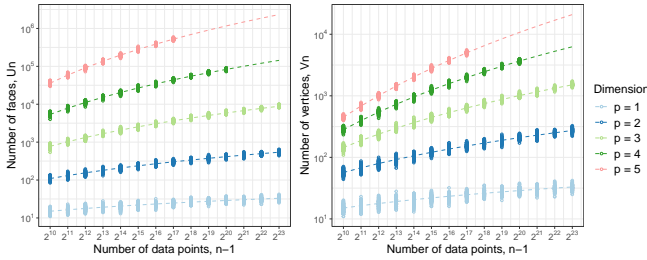 Number of faces, Un
10^6
10^5
10^4
10^3
10^2
10^1
2^10 2^11 2^12 2^13 2^14 2^15 2^16 2^17 2^18 2^19 2^20 2^21 2^22 2^23
Number of data points, n−1
Number of vertices, Vn
10^4
10^3
10^2
10^1
2^10 2^11 2^12 2^13 2^14 2^15 2^16 2^17 2^18 2^19 2^20 2^21 2^22 2^23
Number of data points, n−1
Dimension
p = 1
p = 2
p = 3
p = 4
p = 5